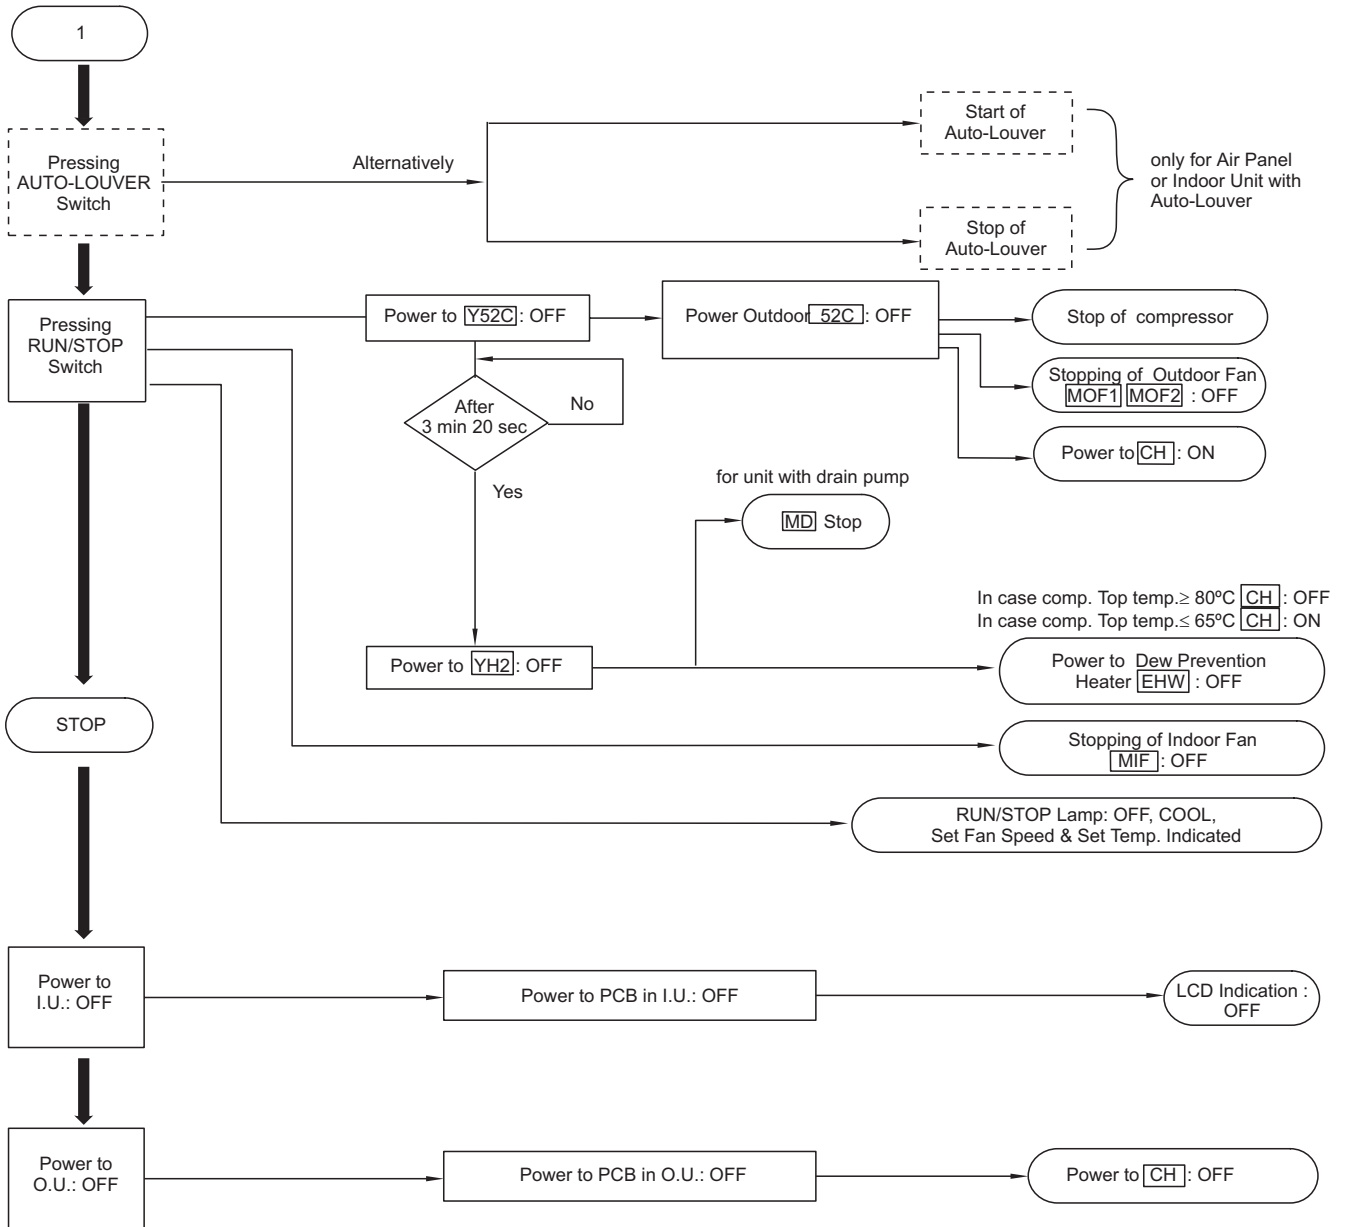 1
Pressing
AUTO-LOUVER
Switch
Alternatively
Start of
Auto-Louver
Stop of
Auto-Louver
only for Air Panel
or Indoor Unit with
Auto-Louver
Pressing
RUN/STOP
Switch
Power to Y52C : OFF
Power Outdoor 52C : OFF
Stop of compressor
Stopping of Outdoor Fan
MOF1 MOF2 : OFF
Power to CH : ON
After
3 min 20 sec
No
Yes
for unit with drain pump
MD Stop
In case comp. Top temp.≥ 80ºC CH : OFF
In case comp. Top temp.≤ 65ºC CH : ON
Power to YH2 : OFF
Power to Dew Prevention
Heater EHW : OFF
STOP
Stopping of Indoor Fan
MIF : OFF
RUN/STOP Lamp: OFF, COOL,
Set Fan Speed & Set Temp. Indicated
Power to
I.U.: OFF
Power to PCB in I.U.: OFF
LCD Indication :
OFF
Power to
O.U.: OFF
Power to PCB in O.U.: OFF
Power to CH : OFF